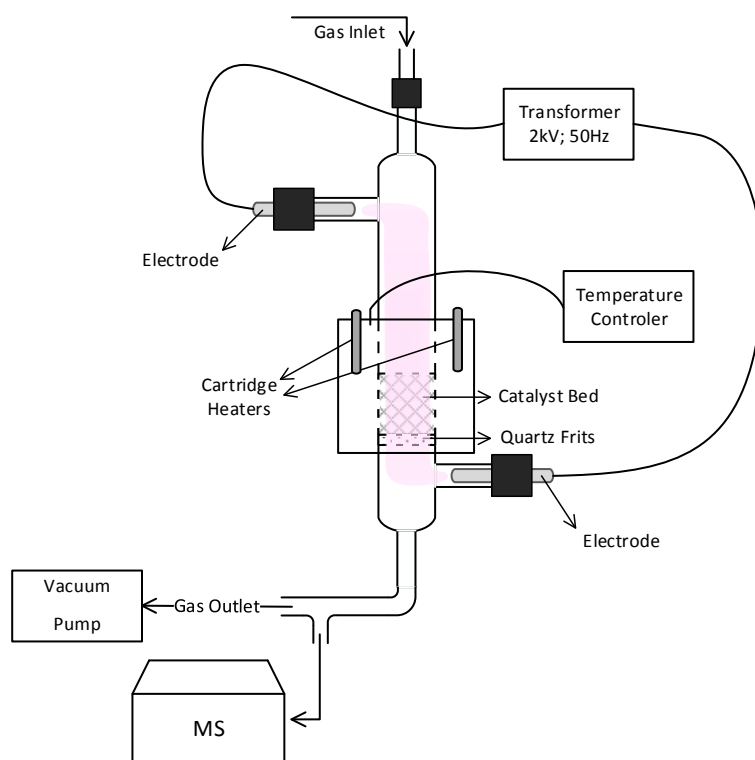 Gas Inlet
Transformer
2kV; 50Hz
Electrode
Temperature
Controler
Cartridge
Heaters
Catalyst Bed
Quartz Frits
Electrode
Vacuum
Pump
Gas Outlet
MS